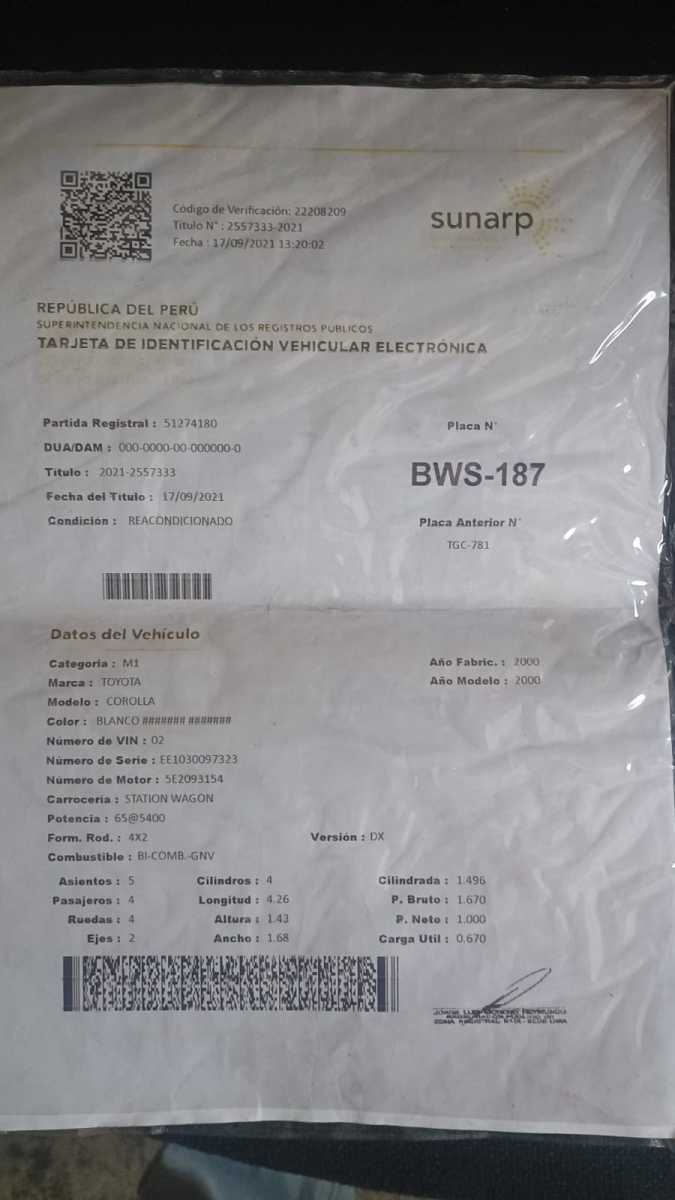 Código de Verificación: 22208209
Título N° : 2557333-2021
Fecha : 17/09/2021 13:20:02
sunarp
REPÚBLICA DEL PERÚ
SUPERINTENDENCIA NACIONAL DE LOS REGISTROS PÚBLICOS
TARJETA DE IDENTIFICACIÓN VEHICULAR ELECTRÓNICA
Partida Registral : 51274180
DUA/DAM : 000-0000-00-000000-0
Título : 2021-2557333
Fecha del Título : 17/09/2021
Condición : REACONDICIONADO
Placa N°
BWS-187
Placa Anterior N°
TGC-781
Datos del Vehículo
Categoría : M1
Marca : TOYOTA
Modelo : COROLLA
Color : BLANCO ####### #######
Número de VIN : 02
Número de Serie : EE1030097323
Número de Motor : 5E2093154
Carrocería : STATION WAGON
Potencia : 65@5400
Form. Rod. : 4X2
Combustible : BI-COMB.-GNV
Año Fabric. : 2000
Año Modelo : 2000
Versión : DX
Asientos : 5 Cilindros : 4 Cilindrada : 1.496
Pasajeros : 4 Longitud : 4.26 P. Bruto : 1.670
Ruedas : 4 Altura : 1.43 P. Neto : 1.000
Ejes : 2 Ancho : 1.68 Carga Util : 0.670
ZONA REGISTRAL